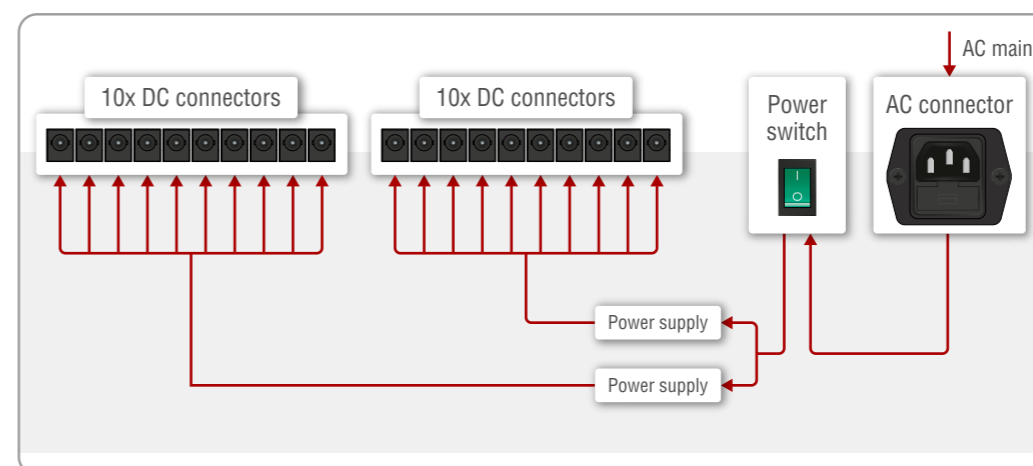 AC main
10x DC connectors
10x DC connectors
Power
switch
AC connector
Power supply
Power supply